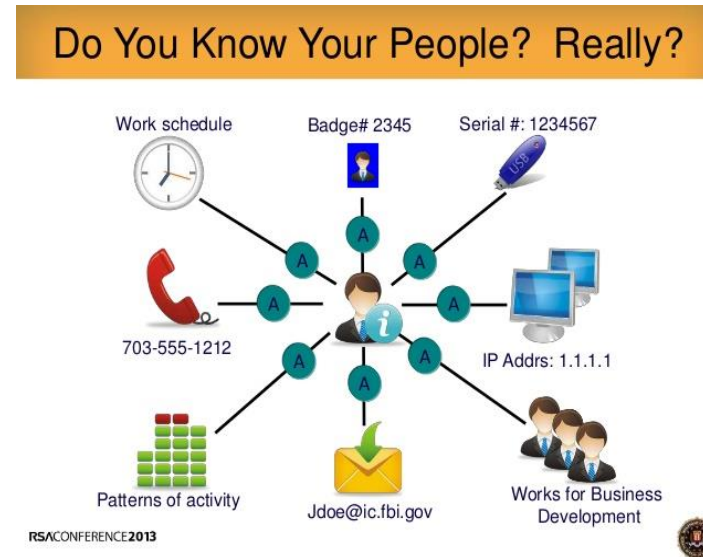 Do You Know Your People? Really?
Work schedule
Badge# 2345
Serial #: 1234567
USB
A
A
A
A
A
i
703-555-1212
IP Addrs: 1.1.1.1
A
A
A
Patterns of activity
Jdoe@ic.fbi.gov
Works for Business
Development
RSACONFERENCE2013